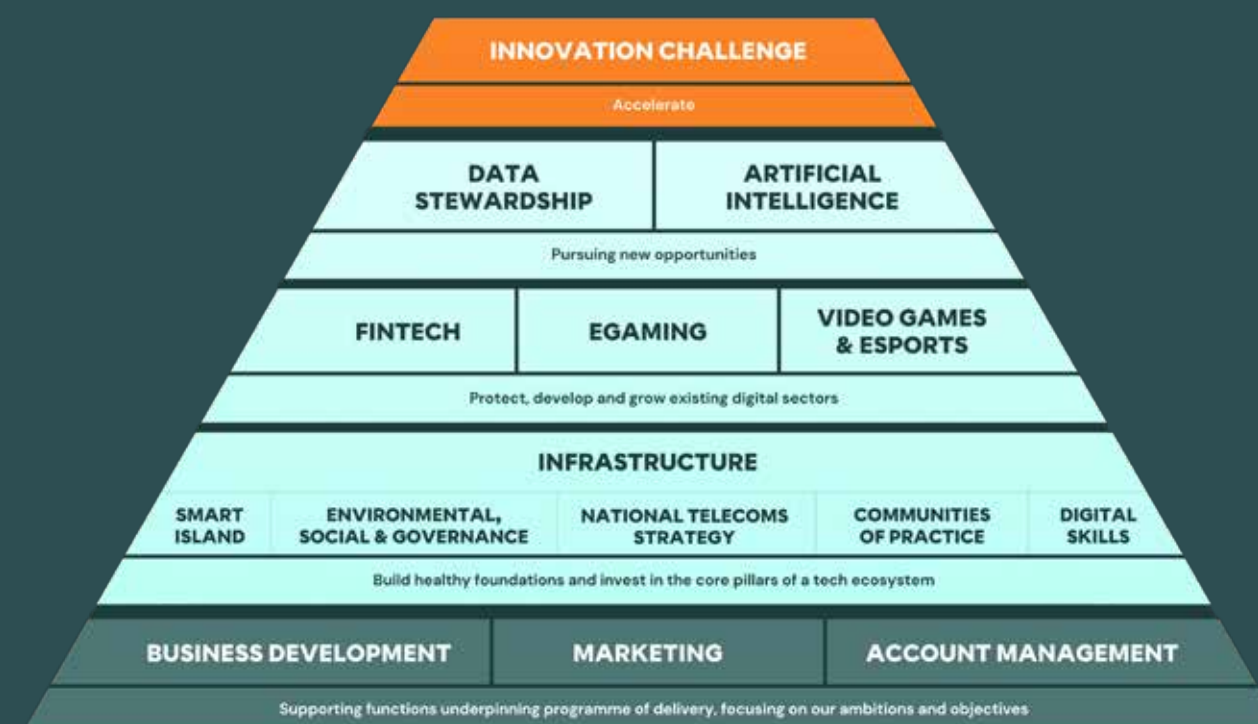 INNOVATION CHALLENGE
Accelerate
DATA
STEWARDSHIP
ARTIFICIAL
INTELLIGENCE
Pursuing new opportunities
FINTECH
EGAMING
VIDEO GAMES
& ESPORTS
Protect, develop and grow existing digital sectors
INFRASTRUCTURE
SMART
ISLAND
ENVIRONMENTAL,
SOCIAL & GOVERNANCE
NATIONAL TELECOMS
STRATEGY
COMMUNITIES
OF PRACTICE
DIGITAL
SKILLS
Build healthy foundations and invest in the core pillars of a tech ecosystem
BUSINESS DEVELOPMENT
MARKETING
ACCOUNT MANAGEMENT
Supporting functions underpinning programme of delivery, focusing on our ambitions and objectives